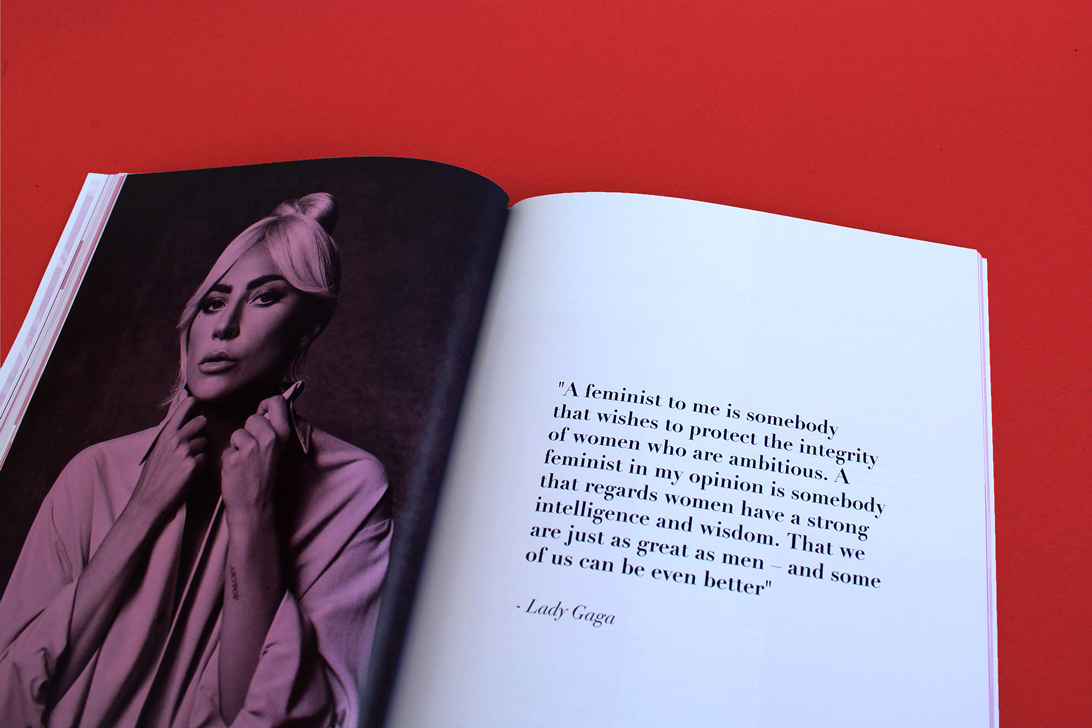 "A feminist to me is somebody
that wishes to protect the integrity
of women who are ambitious. A
feminist in my opinion is somebody
that regards women have a strong
intelligence and wisdom. That we
are just as great as men – and some
of us can be even better"
- Lady Gaga